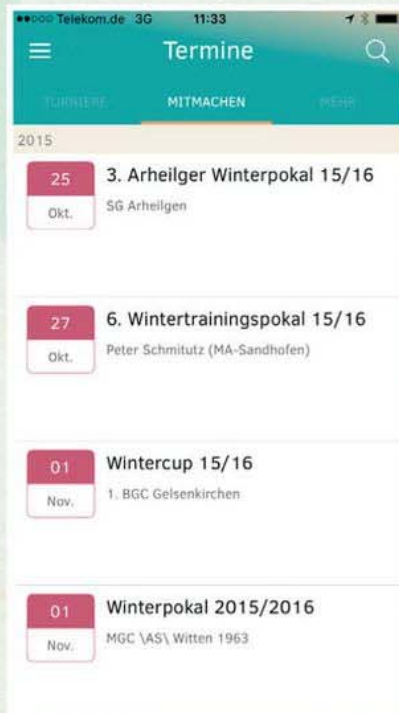 Telekom.de 3G 11:33
Termine
TURNIERE MITMACHEN MEHR
2015
25
Okt.
3. Arheilger Winterpokal 15/16
SG Arheilgen
27
Okt.
6. Wintertrainingspokal 15/16
Peter Schmitutz (MA-Sandhofen)
01
Nov.
Wintercup 15/16
1. BGC Gelsenkirchen
01
Nov.
Winterpokal 2015/2016
MGC \AS\ Witten 1963